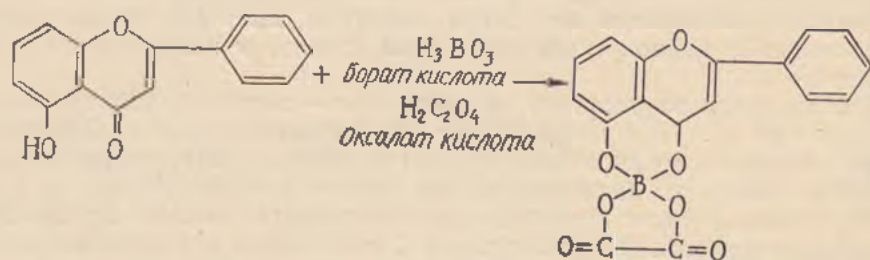 O
+
H₃BO₃
Борат кислота
H₂C₂O₄
Оксалат кислота
HO O
O
O O
B
O O
O=C C=O